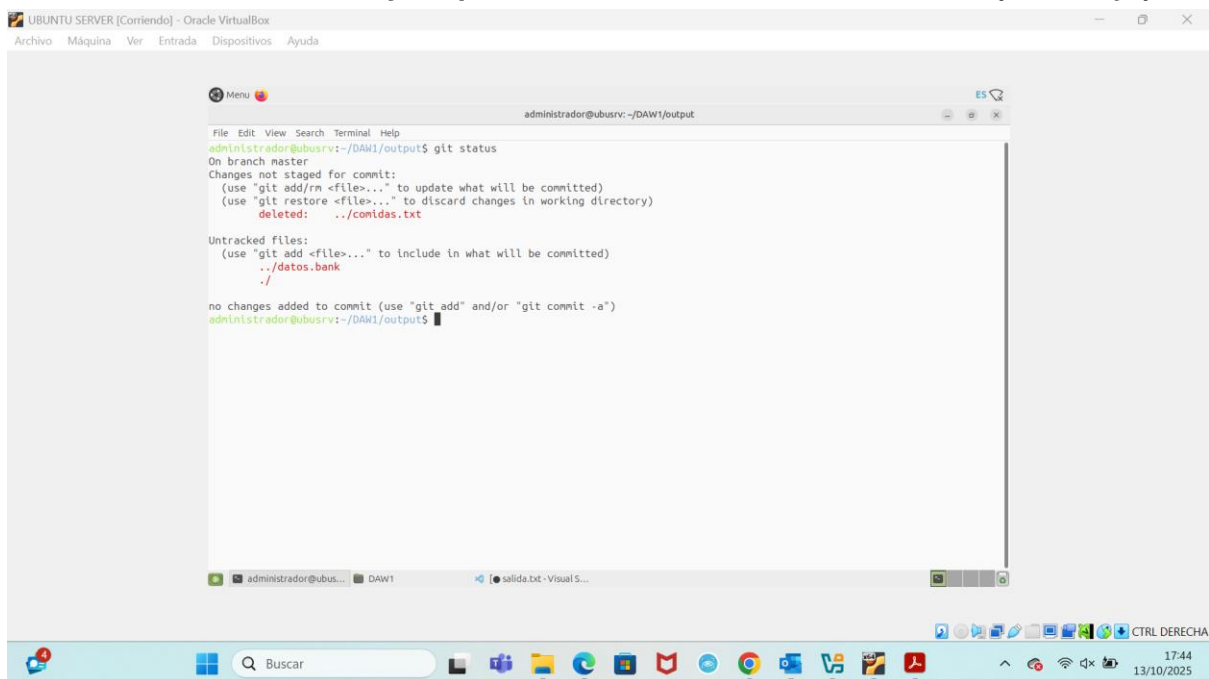 UBUNTU SERVER [Corriendo] - Oracle VirtualBox
Archivo Máquina Ver Entrada Dispositivos Ayuda
Menu ES
administrador@ubusrv: ~/DAW1/output
File Edit View Search Terminal Help
administrador@ubusrv:~/DAW1/output$ git status
On branch master
Changes not staged for commit:
(use "git add/rm <file>..." to update what will be committed)
(use "git restore <file>..." to discard changes in working directory)
deleted: ../comidas.txt
Untracked files:
(use "git add <file>..." to include in what will be committed)
../datos.bank
./
no changes added to commit (use "git add" and/or "git commit -a")
administrador@ubusrv:~/DAW1/output$
administrador@ubus... DAW1 [● salida.txt - Visual S...
CTRL DERECHA
4 Buscar 17:44
13/10/2025